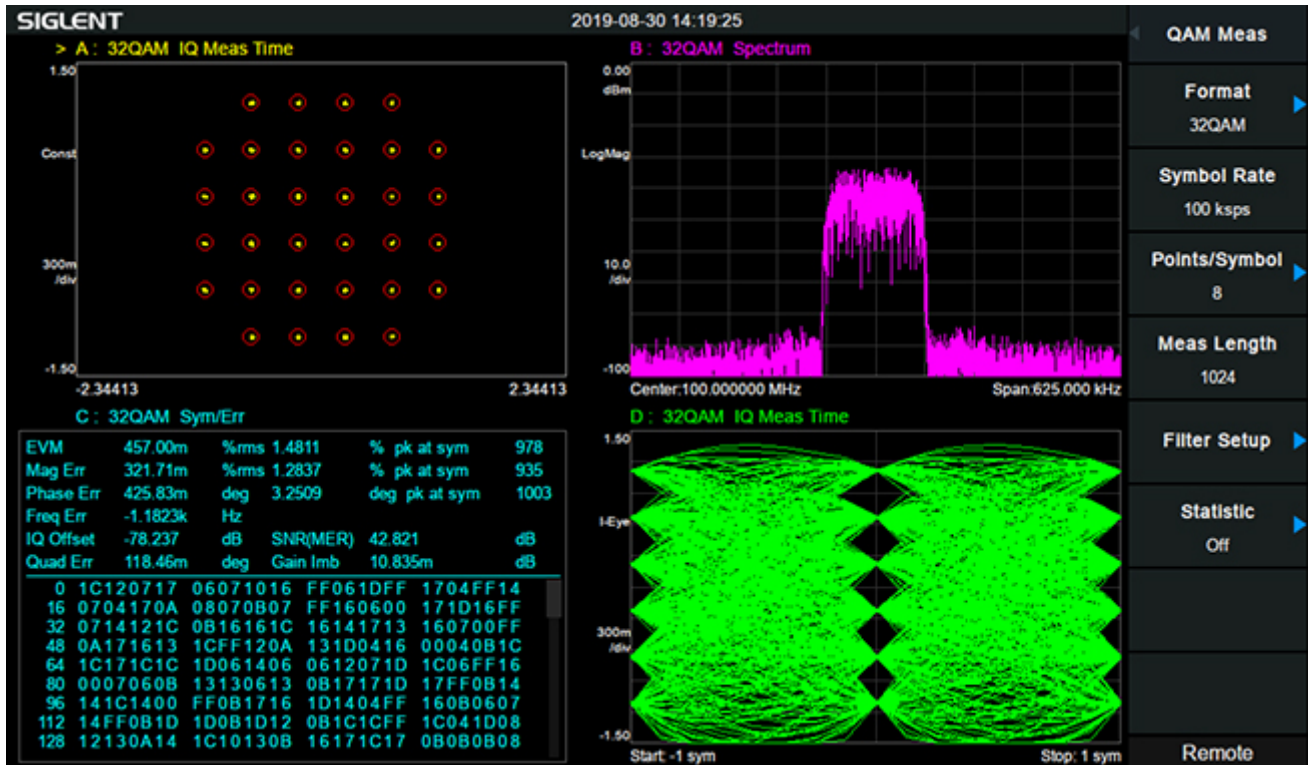 SIGLENT
2019-08-30 14:19:25
> A : 32QAM IQ Meas Time
1.50
Const
300m
/div
-1.50
-2.34413
2.34413
B : 32QAM Spectrum
0.00
dBm
LogMag
10.0
/div
-100
Center:100.000000 MHz
Span:625.000 kHz
C : 32QAM Sym/Err
EVM 457.00m %rms 1.4811 % pk at sym 978
Mag Err 321.71m %rms 1.2837 % pk at sym 935
Phase Err 425.83m deg 3.2509 deg pk at sym 1003
Freq Err -1.1823k Hz
IQ Offset -78.237 dB SNR(MER) 42.821 dB
Quad Err 118.46m deg Gain Imb 10.835m dB
0 1C120717 06071016 FF061DFF 1704FF14
16 0704170A 08070B07 FF160600 171D16FF
32 0714121C 0B16161C 16141713 160700FF
48 0A171613 1CFF120A 131D0416 00040B1C
64 1C171C1C 1D061406 0612071D 1C06FF16
80 0007060B 13130613 0B17171D 17FF0B14
96 141C1400 FF0B1716 1D1404FF 160B0607
112 14FF0B1D 1D0B1D12 0B1C1CFF 1C041D08
128 12130A14 1C10130B 16171C17 0B0B0B08
D : 32QAM IQ Meas Time
1.50
I-Eye
300m
/div
-1.50
Start: -1 sym
Stop: 1 sym
QAM Meas
Format
32QAM
Symbol Rate
100 ksps
Points/Symbol
8
Meas Length
1024
Filter Setup
Statistic
Off
Remote